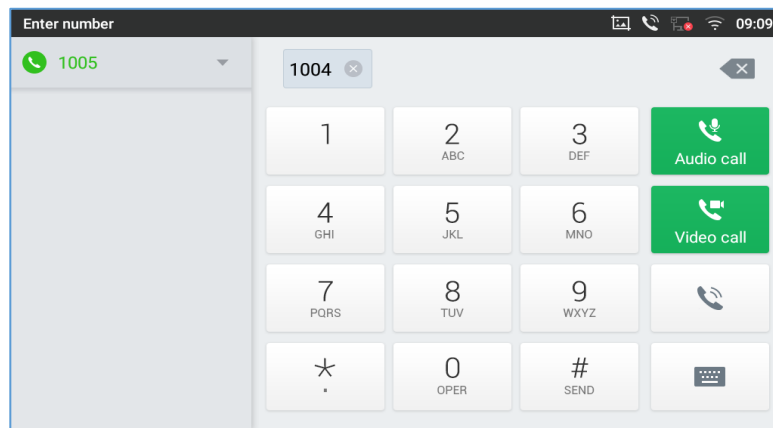 Enter number
09:09
1005
1004
1
2
ABC
3
DEF
Audio call
4
GHI
5
JKL
6
MNO
Video call
7
PQRS
8
TUV
9
WXYZ
*
.
0
OPER
#
SEND